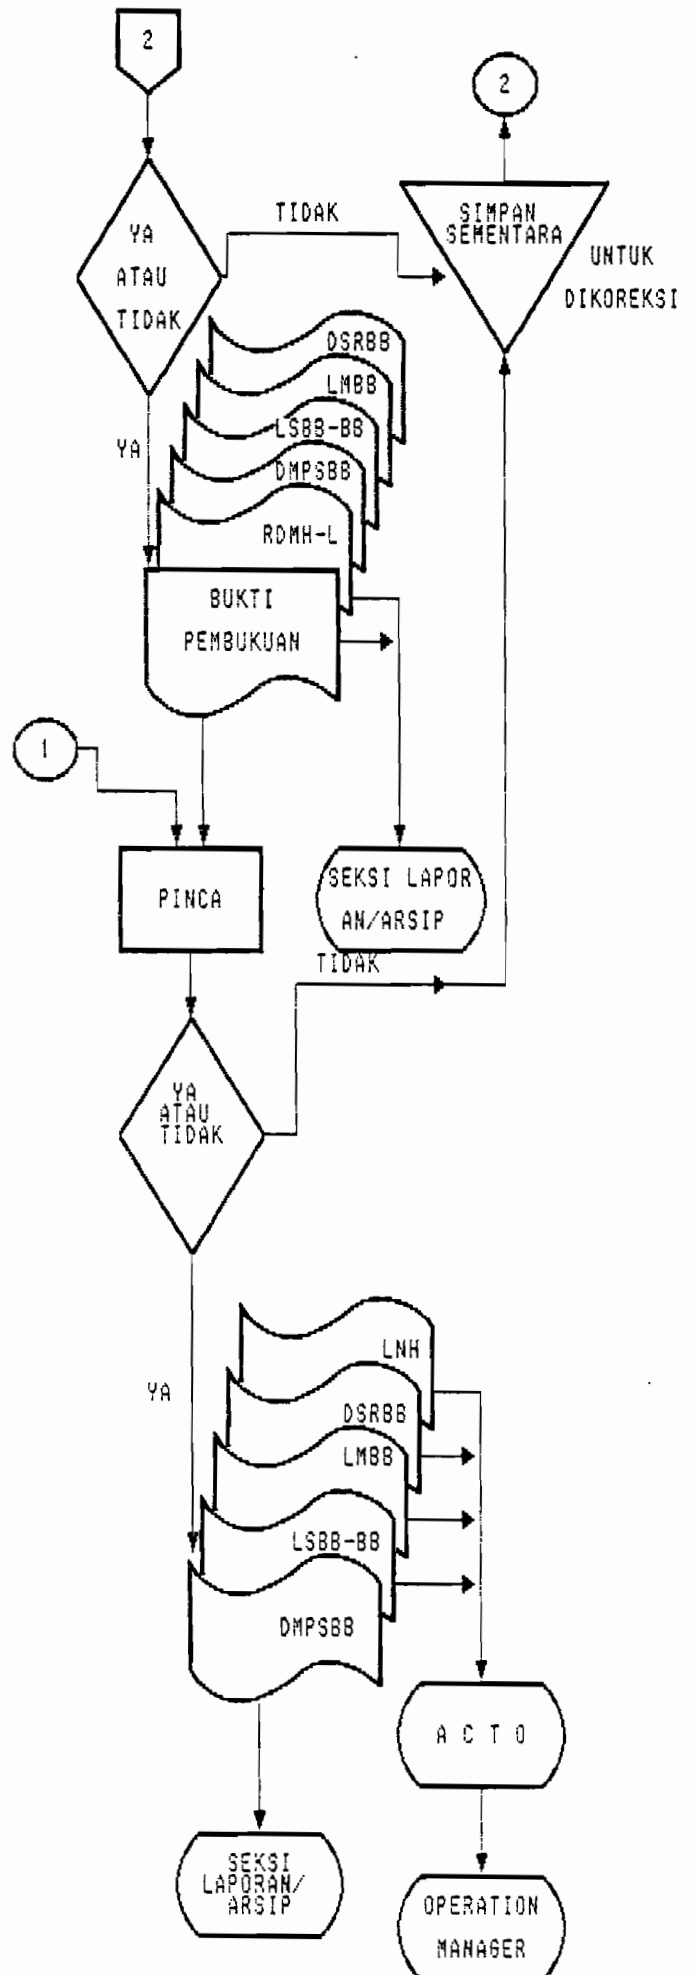 2
2
TIDAK
SIMPAN
SEMENTARA
YA
ATAU
TIDAK
UNTUK
DIKOREKSI
DSRBB
LMBB
LSBB-BB
YA
DMPSBB
RDMH-L
BUKTI
PEMBUKUAN
1
PINCA
SEKSI LAPOR
AN/ARSIP
TIDAK
YA
ATAU
TIDAK
LNH
YA
DSRBB
LMBB
LSBB-BB
DMPSBB
A C T O
SEKSI
LAPORAN/
ARSIP
OPERATION
MANAGER